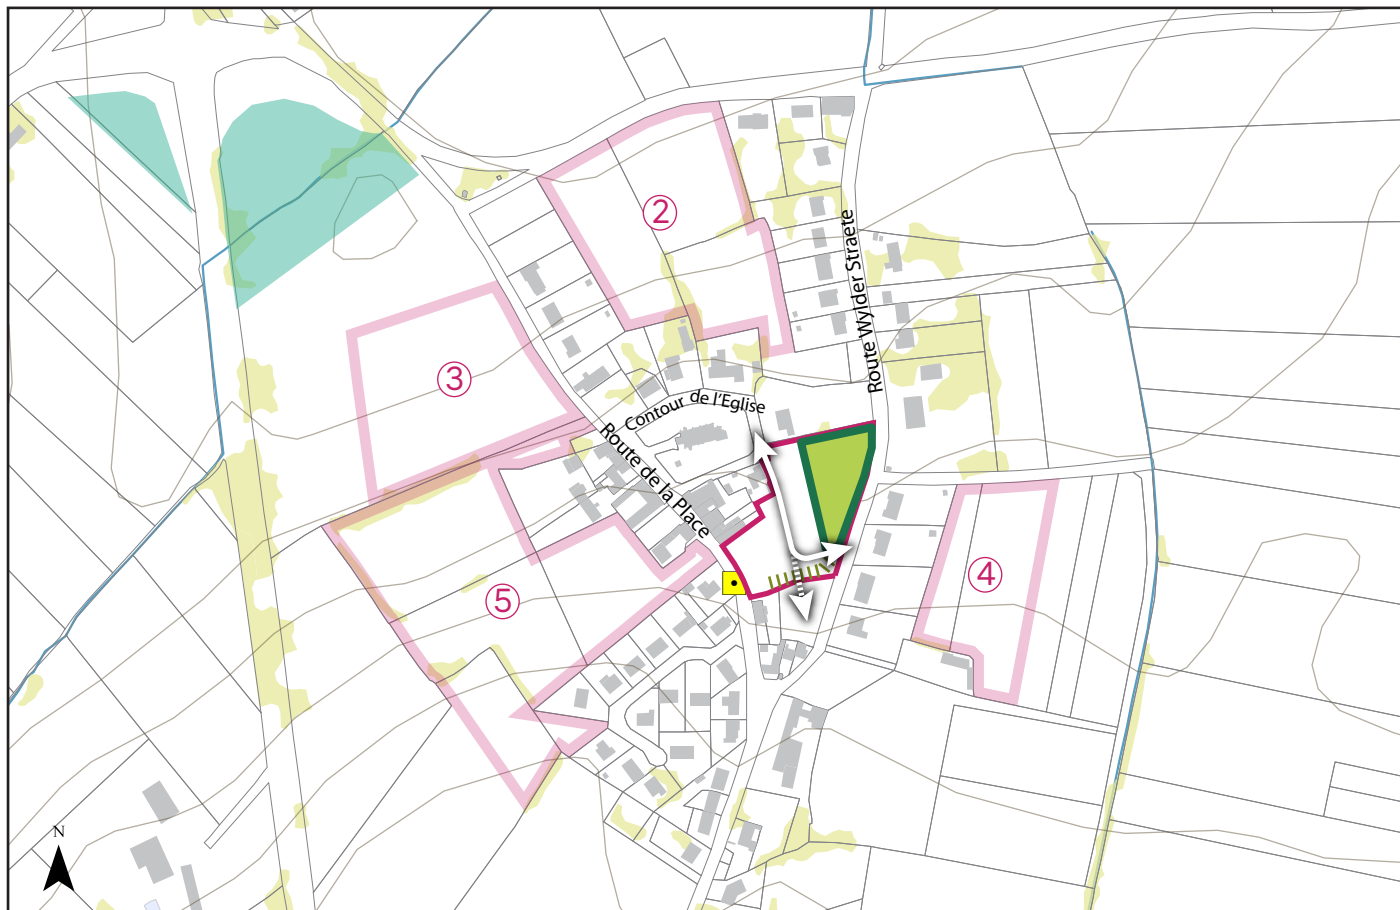 ②
Route Wylder Straete
③
Contour de l'Eglise
Route de la Place
④
⑤
N